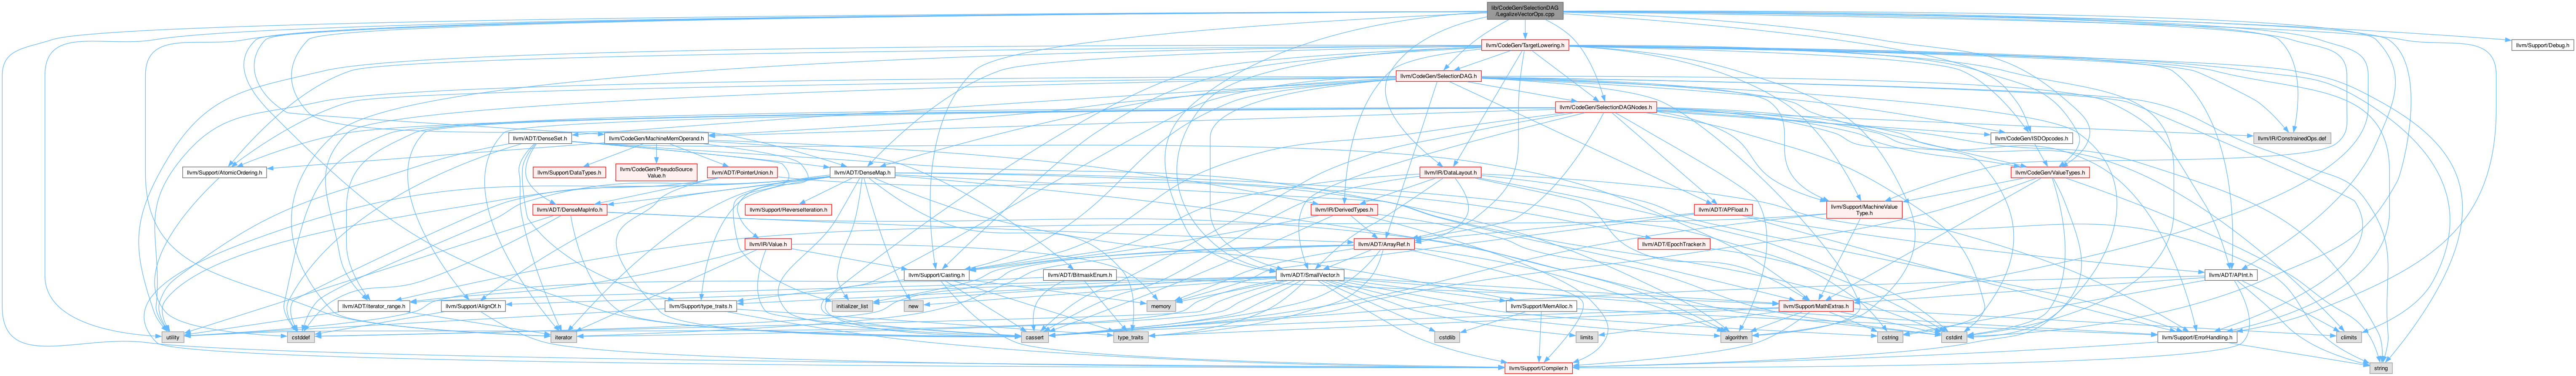 lib/CodeGen/SelectionDAG
/LegalizeVectorOps.cpp
llvm/CodeGen/TargetLowering.h
llvm/Support/Debug.h
llvm/CodeGen/SelectionDAG.h
llvm/CodeGen/SelectionDAGNodes.h
llvm/ADT/DenseSet.h
llvm/CodeGen/MachineMemOperand.h
llvm/CodeGen/ISDOpcodes.h
llvm/IR/ConstrainedOps.def
llvm/Support/AtomicOrdering.h
llvm/Support/DataTypes.h
llvm/CodeGen/PseudoSource
Value.h
llvm/ADT/PointerUnion.h
llvm/ADT/DenseMap.h
llvm/IR/DataLayout.h
llvm/CodeGen/ValueTypes.h
llvm/ADT/DenseMapInfo.h
llvm/Support/ReverseIteration.h
llvm/IR/DerivedTypes.h
llvm/ADT/APFloat.h
llvm/Support/MachineValue
Type.h
llvm/IR/Value.h
llvm/ADT/ArrayRef.h
llvm/ADT/EpochTracker.h
llvm/Support/Casting.h
llvm/ADT/BitmaskEnum.h
llvm/ADT/SmallVector.h
llvm/ADT/APInt.h
llvm/ADT/iterator_range.h
llvm/Support/AlignOf.h
llvm/Support/type_traits.h
initializer_list
new
memory
llvm/Support/MemAlloc.h
llvm/Support/MathExtras.h
utility
cstddef
iterator
cassert
type_traits
cstdlib
limits
algorithm
cstring
cstdint
llvm/Support/ErrorHandling.h
climits
llvm/Support/Compiler.h
string